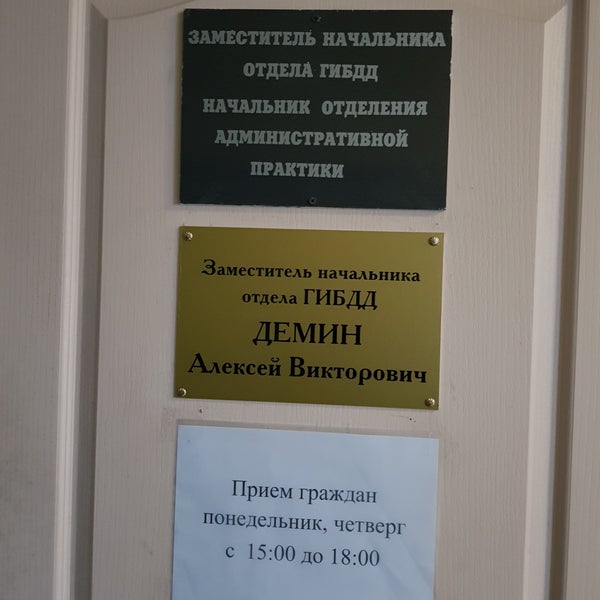 ЗАМЕСТИТЕЛЬ НАЧАЛЬНИКА
ОТДЕЛА ГИБДД
НАЧАЛЬНИК ОТДЕЛЕНИЯ
АДМИНИСТРАТИВНОЙ
ПРАКТИКИ
Заместитель начальника
отдела ГИБДД
ДЕМИН
Алексей Викторович
Прием граждан
понедельник, четверг
с 15:00 до 18:00